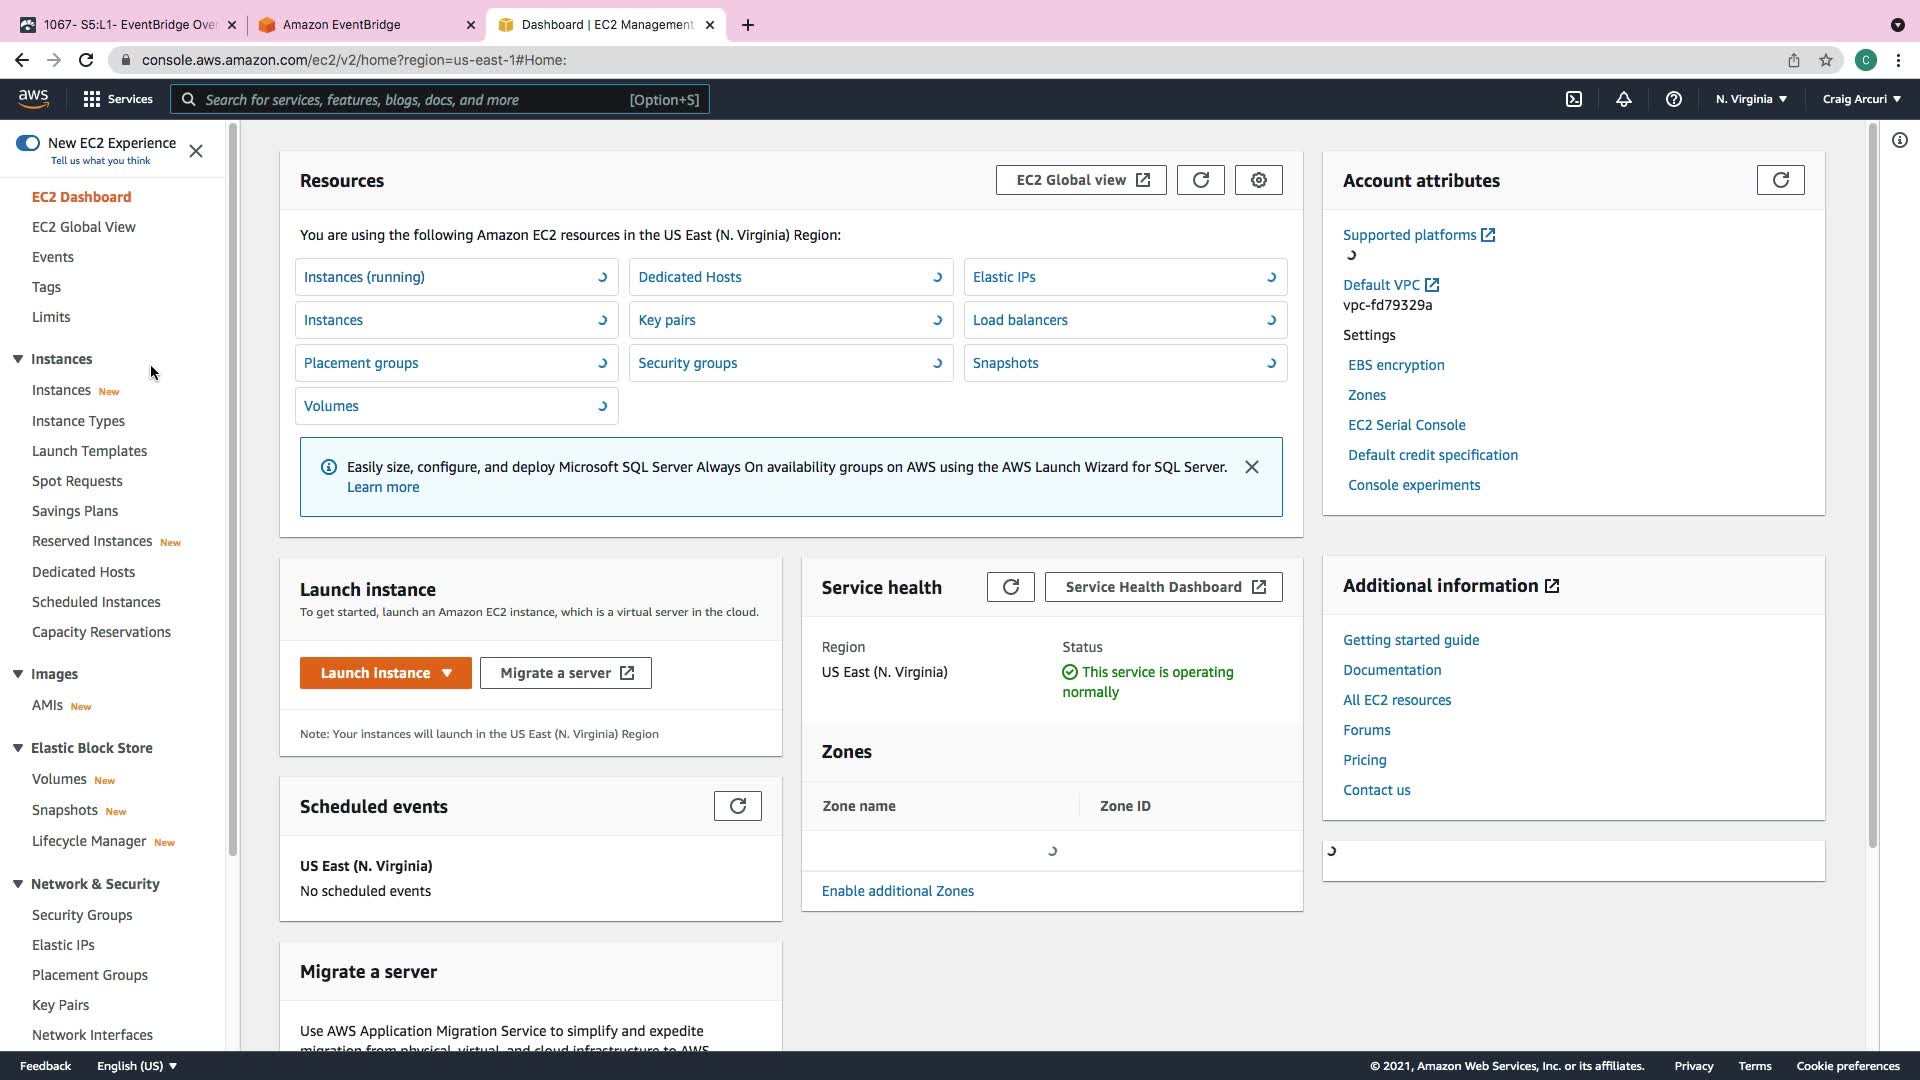 1067- S5:L1- EventBridge Over
Amazon EventBridge
Dashboard | EC2 Management
console.aws.amazon.com/ec2/v2/home?region=us-east-1#Home:
C
aws
Services
Search for services, features, blogs, docs, and more
[Option+S]
N. Virginia
Craig Arcuri
New EC2 Experience
Tell us what you think
EC2 Dashboard
EC2 Global View
Events
Tags
Limits
Instances
Instances New
Instance Types
Launch Templates
Spot Requests
Savings Plans
Reserved Instances New
Dedicated Hosts
Scheduled Instances
Capacity Reservations
Images
AMIs New
Elastic Block Store
Volumes New
Snapshots New
Lifecycle Manager New
Network & Security
Security Groups
Elastic IPs
Placement Groups
Key Pairs
Network Interfaces
Resources
EC2 Global view
You are using the following Amazon EC2 resources in the US East (N. Virginia) Region:
Instances (running)
Dedicated Hosts
Elastic IPs
Instances
Key pairs
Load balancers
Placement groups
Security groups
Snapshots
Volumes
Easily size, configure, and deploy Microsoft SQL Server Always On availability groups on AWS using the AWS Launch Wizard for SQL Server.
Learn more
Launch instance
To get started, launch an Amazon EC2 instance, which is a virtual server in the cloud.
Launch instance
Migrate a server
Note: Your instances will launch in the US East (N. Virginia) Region
Scheduled events
US East (N. Virginia)
No scheduled events
Migrate a server
Use AWS Application Migration Service to simplify and expedite
migration from physical, virtual, and cloud infrastructure to AWS
Service health
Service Health Dashboard
Region
Status
US East (N. Virginia)
This service is operating
normally
Zones
Zone name
Zone ID
Enable additional Zones
Account attributes
Supported platforms
Default VPC
vpc-fd79329a
Settings
EBS encryption
Zones
EC2 Serial Console
Default credit specification
Console experiments
Additional information
Getting started guide
Documentation
All EC2 resources
Forums
Pricing
Contact us
Feedback
English (US)
© 2021, Amazon Web Services, Inc. or its affiliates.
Privacy
Terms
Cookie preferences